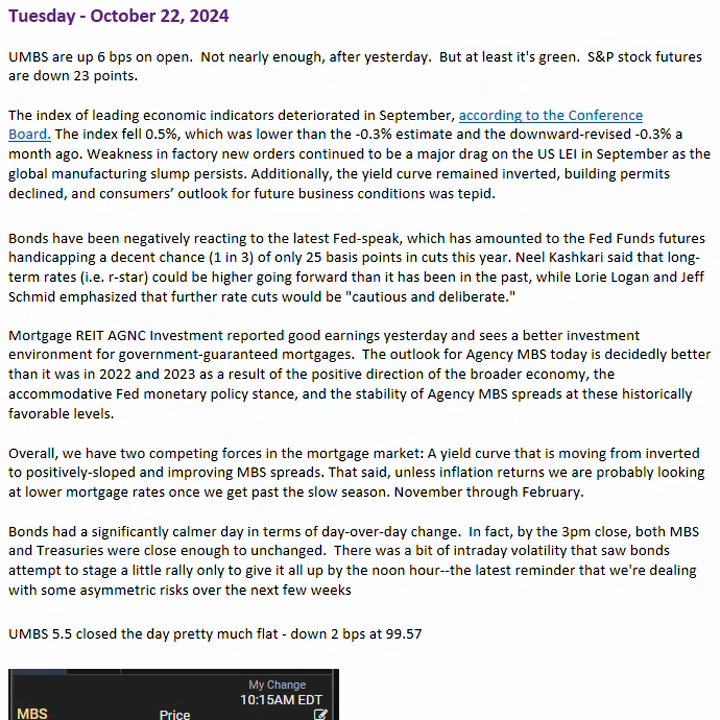 Tuesday - October 22, 2024
UMBS are up 6 bps on open.  Not nearly enough, after yesterday.  But at least it's green.  S&P stock futures
are down 23 points.
The index of leading economic indicators deteriorated in September, according to the Conference
Board. The index fell 0.5%, which was lower than the -0.3% estimate and the downward-revised -0.3% a
month ago. Weakness in factory new orders continued to be a major drag on the US LEI in September as the
global manufacturing slump persists. Additionally, the yield curve remained inverted, building permits
declined, and consumers’ outlook for future business conditions was tepid.
Bonds have been negatively reacting to the latest Fed-speak, which has amounted to the Fed Funds futures
handicapping a decent chance (1 in 3) of only 25 basis points in cuts this year. Neel Kashkari said that long-
term rates (i.e. r-star) could be higher going forward than it has been in the past, while Lorie Logan and Jeff
Schmid emphasized that further rate cuts would be "cautious and deliberate."
Mortgage REIT AGNC Investment reported good earnings yesterday and sees a better investment
environment for government-guaranteed mortgages.  The outlook for Agency MBS today is decidedly better
than it was in 2022 and 2023 as a result of the positive direction of the broader economy, the
accommodative Fed monetary policy stance, and the stability of Agency MBS spreads at these historically
favorable levels.
Overall, we have two competing forces in the mortgage market: A yield curve that is moving from inverted
to positively-sloped and improving MBS spreads. That said, unless inflation returns we are probably looking
at lower mortgage rates once we get past the slow season. November through February.
Bonds had a significantly calmer day in terms of day-over-day change.  In fact, by the 3pm close, both MBS
and Treasuries were close enough to unchanged.  There was a bit of intraday volatility that saw bonds
attempt to stage a little rally only to give it all up by the noon hour--the latest reminder that we're dealing
with some asymmetric risks over the next few weeks
UMBS 5.5 closed the day pretty much flat - down 2 bps at 99.57
My Change
10:15AM EDT
MBS Price